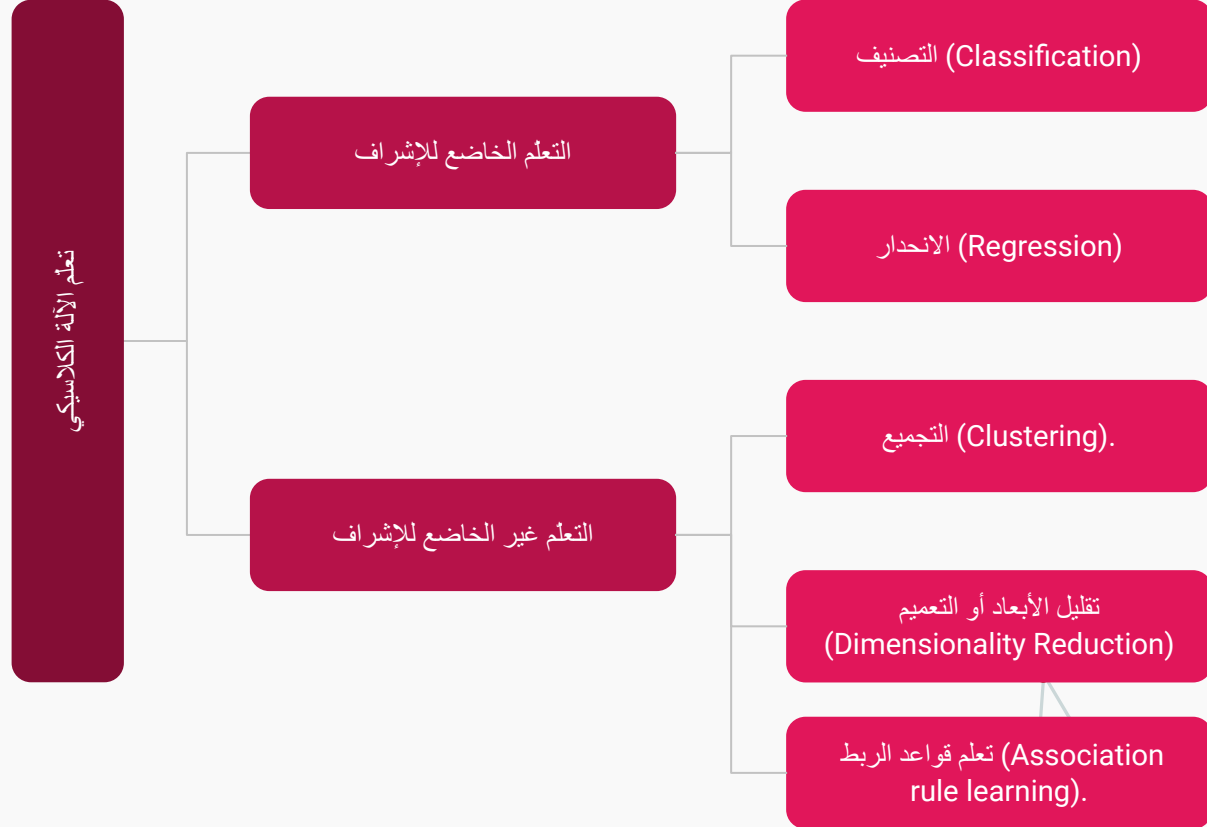 تعلم الآلة الكلاسيكي
التعلّم الخاضع للإشراف
التصنيف (Classification)
الانحدار (Regression)
التعلّم غير الخاضع للإشراف
التجميع (Clustering).
تقليل الأبعاد أو التعميم
(Dimensionality Reduction)
تعلم قواعد الربط (Association
rule learning).